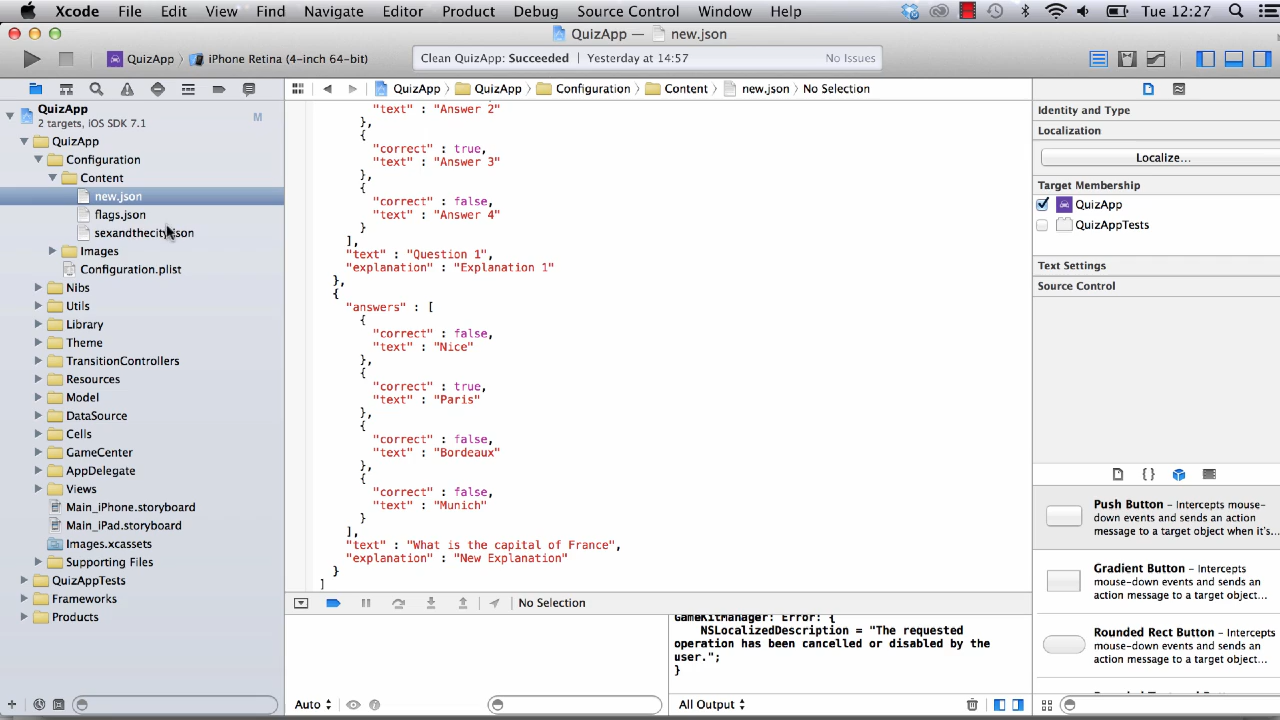 Xcode File Edit View Find Navigate Editor Product Debug Source Control Window Help Tue 12:27
QuizApp — new.json
QuizApp iPhone Retina (4-inch 64-bit) Clean QuizApp: Succeeded Yesterday at 14:57 No Issues
QuizApp QuizApp Configuration Content new.json No Selection
QuizApp
2 targets, iOS SDK 7.1
M
QuizApp
Configuration
Content
new.json
flags.json
Images
Configuration.plist
Nibs
Utils
Library
Theme
TransitionControllers
Resources
Model
DataSource
Cells
GameCenter
AppDelegate
Views
Main_iPhone.storyboard
Main_iPad.storyboard
Images.xcassets
Supporting Files
QuizAppTests
Frameworks
Products
"text" : "Answer 2"
},
{
"correct" : true,
"text" : "Answer 3"
},
{
"correct" : false,
"text" : "Answer 4"
}
],
"text" : "Question 1",
"explanation" : "Explanation 1"
},
{
"answers" : [
{
"correct" : false,
"text" : "Nice"
},
{
"correct" : true,
"text" : "Paris"
},
{
"correct" : false,
"text" : "Bordeaux"
},
{
"correct" : false,
"text" : "Munich"
}
],
"text" : "What is the capital of France",
"explanation" : "New Explanation"
}
]
No Selection
GameKitManager: Error: {
NSLocalizedDescription = "The requested
operation has been cancelled or disabled by the
user.";
}
Auto
All Output
Identity and Type
Localization
Localize...
Target Membership
QuizApp
QuizAppTests
Text Settings
Source Control
{}
Push Button – Intercepts mouse-
down events and sends an action
message to a target object when it's...
Gradient Button – Intercepts
mouse-down events and sends an
action message to a target object...
Rounded Rect Button – Intercepts
mouse-down events and sends an
action message to a target object...